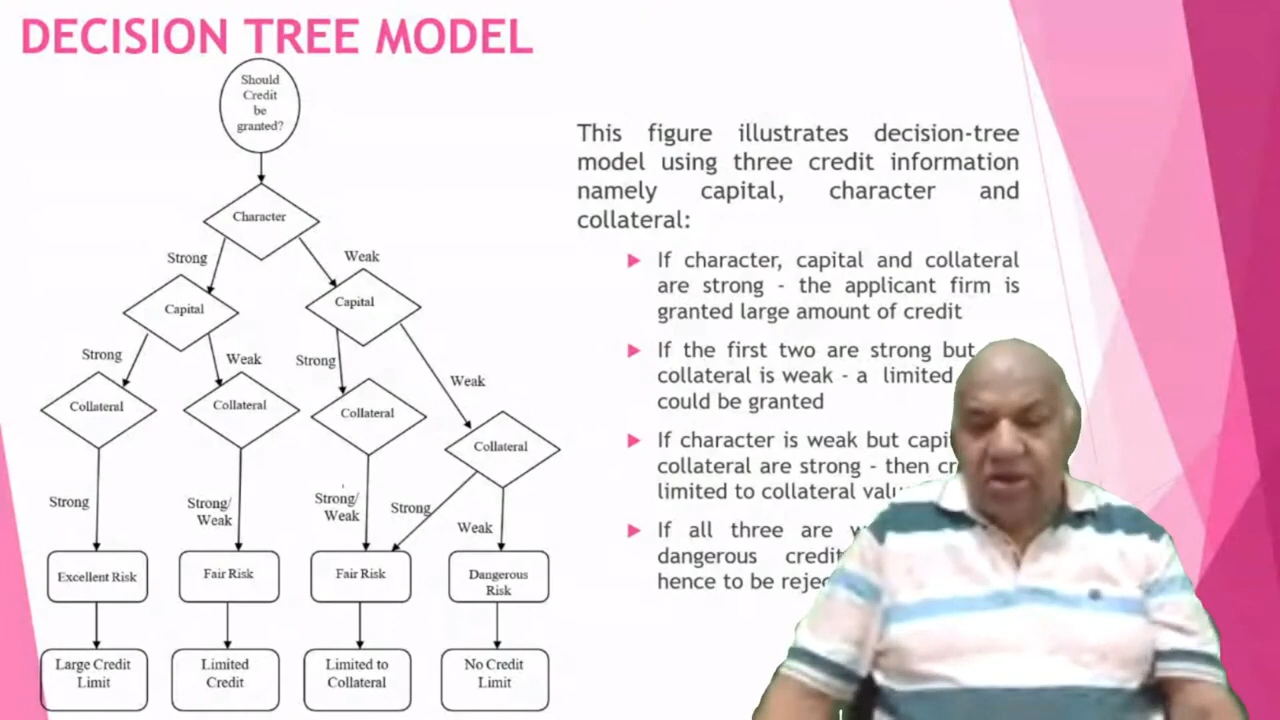 DECISION TREE MODEL
Should
Credit
be
granted?
Character
Strong
Weak
Capital
Capital
Strong
Weak
Strong
Weak
Collateral
Collateral
Collateral
Collateral
Strong
Strong/
Weak
Strong/
Weak
Strong
Weak
Excellent Risk
Fair Risk
Fair Risk
Dangerous
Risk
Large Credit
Limit
Limited
Credit
Limited to
Collateral
No Credit
Limit
This figure illustrates decision-tree
model using three credit information
namely capital, character and
collateral:
If character, capital and collateral
are strong - the applicant firm is
granted large amount of credit
If the first two are strong but
collateral is weak - a limited
could be granted
If character is weak but
collateral are strong - then
limited to collateral
If all three are
dangerous
hence to be